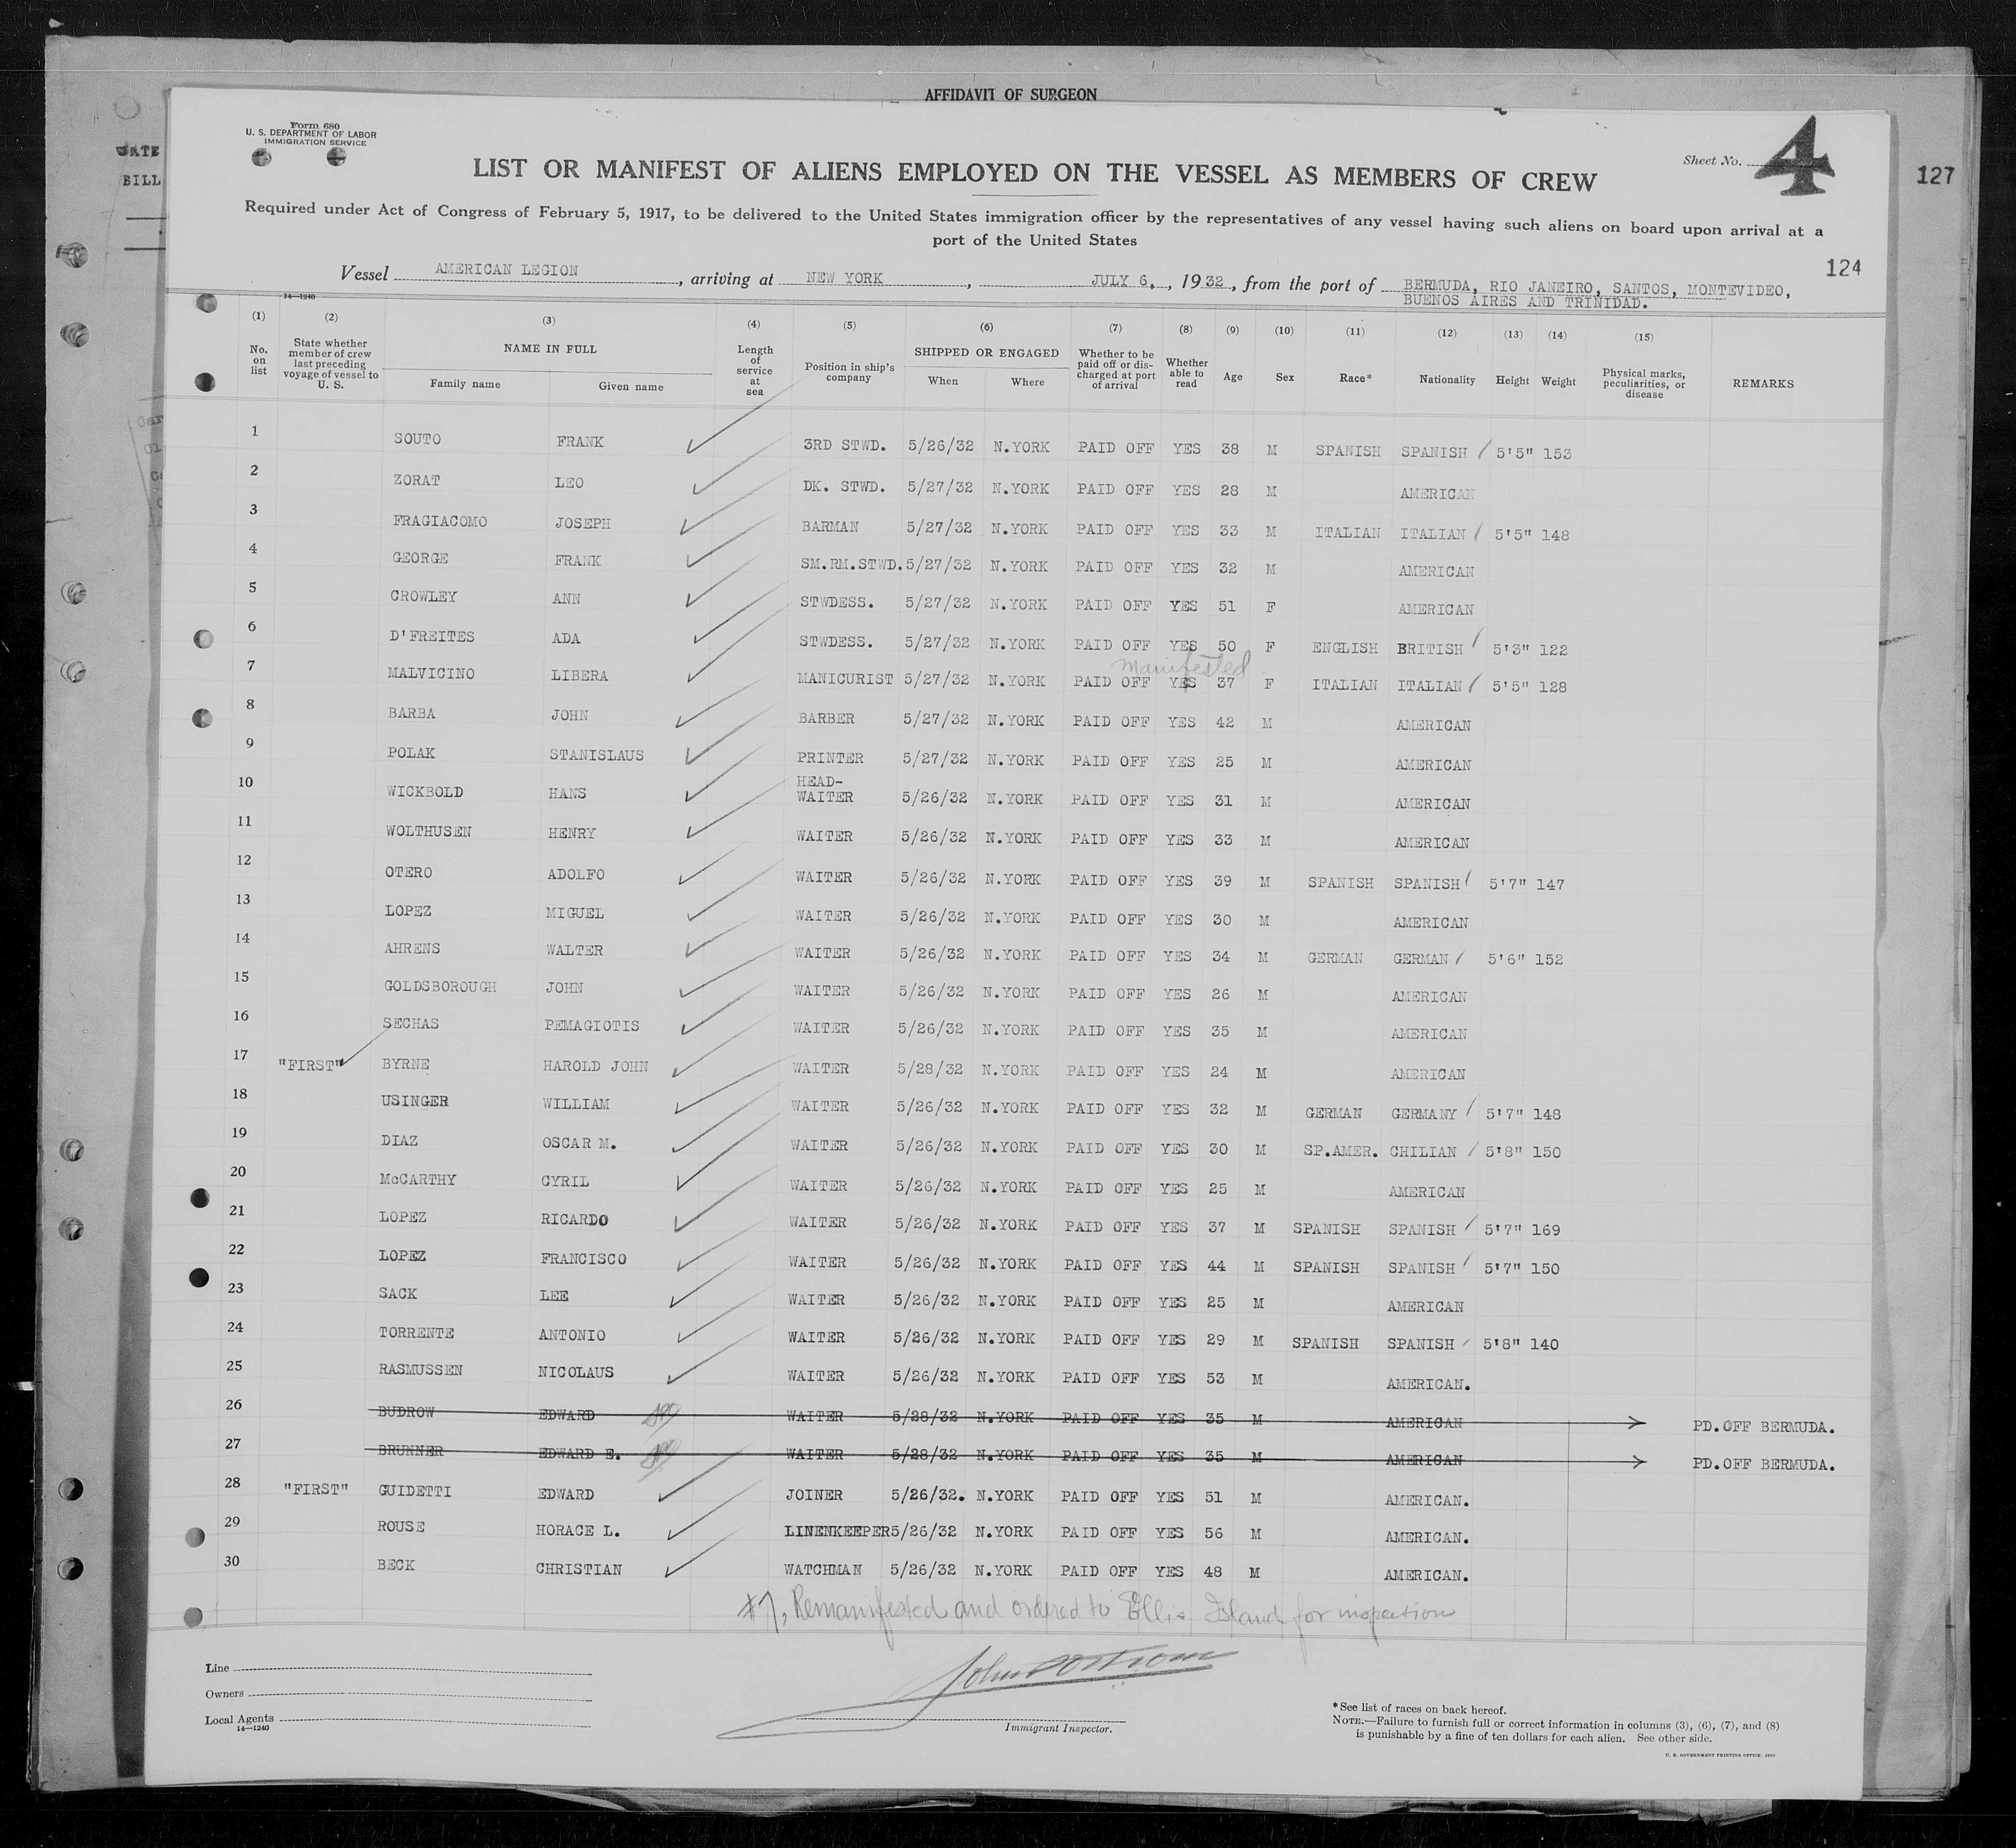 AFFIDAVIT OF SURGEON
Form 680
U. S. DEPARTMENT OF LABOR
IMMIGRATION SERVICE
Sheet No. 4
127
BILL
LIST OR MANIFEST OF ALIENS EMPLOYED ON THE VESSEL AS MEMBERS OF CREW
Required under Act of Congress of February 5, 1917, to be delivered to the United States immigration officer by the representatives of any vessel having such aliens on board upon arrival at a
port of the United States
124
Vessel AMERICAN LEGION, arriving at NEW YORK, JULY 6, , 1932, from the port of BERMUDA, RIO JANEIRO, SANTOS, MONTEVIDEO,
BUENOS AIRES AND TRINIDAD.
14—1240
(1) (2) (3) (4) (5) (6) (7) (8) (9) (10) (11) (12) (13) (14) (15)
No. on list State whether member of crew last preceding voyage of vessel to U. S. NAME IN FULL Family name Given name Length of service at sea Position in ship's company SHIPPED OR ENGAGED When Where Whether to be paid off or discharged at port of arrival Whether able to read Age Sex Race* Nationality Height Weight Physical marks, peculiarities, or disease REMARKS
1 SOUTO FRANK 3RD STWD. 5/26/32 N.YORK PAID OFF YES 38 M SPANISH SPANISH 5'5" 153
2 ZORAT LEO DK. STWD. 5/27/32 N.YORK PAID OFF YES 28 M AMERICAN
3 FRAGIACOMO JOSEPH BARMAN 5/27/32 N.YORK PAID OFF YES 33 M ITALIAN ITALIAN 5'5" 148
4 GEORGE FRANK SM.RM.STWD. 5/27/32 N.YORK PAID OFF YES 32 M AMERICAN
5 CROWLEY ANN STWDESS. 5/27/32 N.YORK PAID OFF YES 51 F AMERICAN
6 D'FREITES ADA STWDESS. 5/27/32 N.YORK PAID OFF YES 50 F ENGLISH BRITISH 5'3" 122
manifested
7 MALVICINO LIBERA MANICURIST 5/27/32 N.YORK PAID OFF YES 37 F ITALIAN ITALIAN 5'5" 128
8 BARBA JOHN BARBER 5/27/32 N.YORK PAID OFF YES 42 M AMERICAN
9 POLAK STANISLAUS PRINTER 5/27/32 N.YORK PAID OFF YES 25 M AMERICAN
10 WICKBOLD HANS HEAD-WAITER 5/26/32 N.YORK PAID OFF YES 31 M AMERICAN
11 WOLTHUSEN HENRY WAITER 5/26/32 N.YORK PAID OFF YES 33 M AMERICAN
12 OTERO ADOLFO WAITER 5/26/32 N.YORK PAID OFF YES 39 M SPANISH SPANISH 5'7" 147
13 LOPEZ MIGUEL WAITER 5/26/32 N.YORK PAID OFF YES 30 M AMERICAN
14 AHRENS WALTER WAITER 5/26/32 N.YORK PAID OFF YES 34 M GERMAN GERMAN 5'6" 152
15 GOLDSBOROUGH JOHN WAITER 5/26/32 N.YORK PAID OFF YES 26 M AMERICAN
16 SECHAS PEMAGIOTIS WAITER 5/26/32 N.YORK PAID OFF YES 35 M AMERICAN
17 "FIRST" BYRNE HAROLD JOHN WAITER 5/28/32 N.YORK PAID OFF YES 24 M AMERICAN
18 USINGER WILLIAM WAITER 5/26/32 N.YORK PAID OFF YES 32 M GERMAN GERMANY 5'7" 148
19 DIAZ OSCAR M. WAITER 5/26/32 N.YORK PAID OFF YES 30 M SP.AMER. CHILIAN 5'8" 150
20 McCARTHY CYRIL WAITER 5/26/32 N.YORK PAID OFF YES 25 M AMERICAN
21 LOPEZ RICARDO WAITER 5/26/32 N.YORK PAID OFF YES 37 M SPANISH SPANISH 5'7" 169
22 LOPEZ FRANCISCO WAITER 5/26/32 N.YORK PAID OFF YES 44 M SPANISH SPANISH 5'7" 150
23 SACK LEE WAITER 5/26/32 N.YORK PAID OFF YES 25 M AMERICAN
24 TORRENTE ANTONIO WAITER 5/26/32 N.YORK PAID OFF YES 29 M SPANISH SPANISH 5'8" 140
25 RASMUSSEN NICOLAUS WAITER 5/26/32 N.YORK PAID OFF YES 53 M AMERICAN.
26 BUDROW EDWARD WAITER 5/28/32 N.YORK PAID OFF YES 35 M AMERICAN PD.OFF BERMUDA.
27 BRUNNER EDWARD E. WAITER 5/28/32 N.YORK PAID OFF YES 35 M AMERICAN PD.OFF BERMUDA.
28 "FIRST" GUIDETTI EDWARD JOINER 5/26/32. N.YORK PAID OFF YES 51 M AMERICAN.
29 ROUSE HORACE L. LINENKEEPER 5/26/32 N.YORK PAID OFF YES 56 M AMERICAN.
30 BECK CHRISTIAN WATCHMAN 5/26/32 N.YORK PAID OFF YES 48 M AMERICAN.
#7, Remanifested and ordered to Ellis Island for inspection
Line
Owners
Local Agents
14—1240
Immigrant Inspector.
*See list of races on back hereof.
NOTE.—Failure to furnish full or correct information in columns (3), (6), (7), and (8)
is punishable by a fine of ten dollars for each alien. See other side.
U. S. GOVERNMENT PRINTING OFFICE.